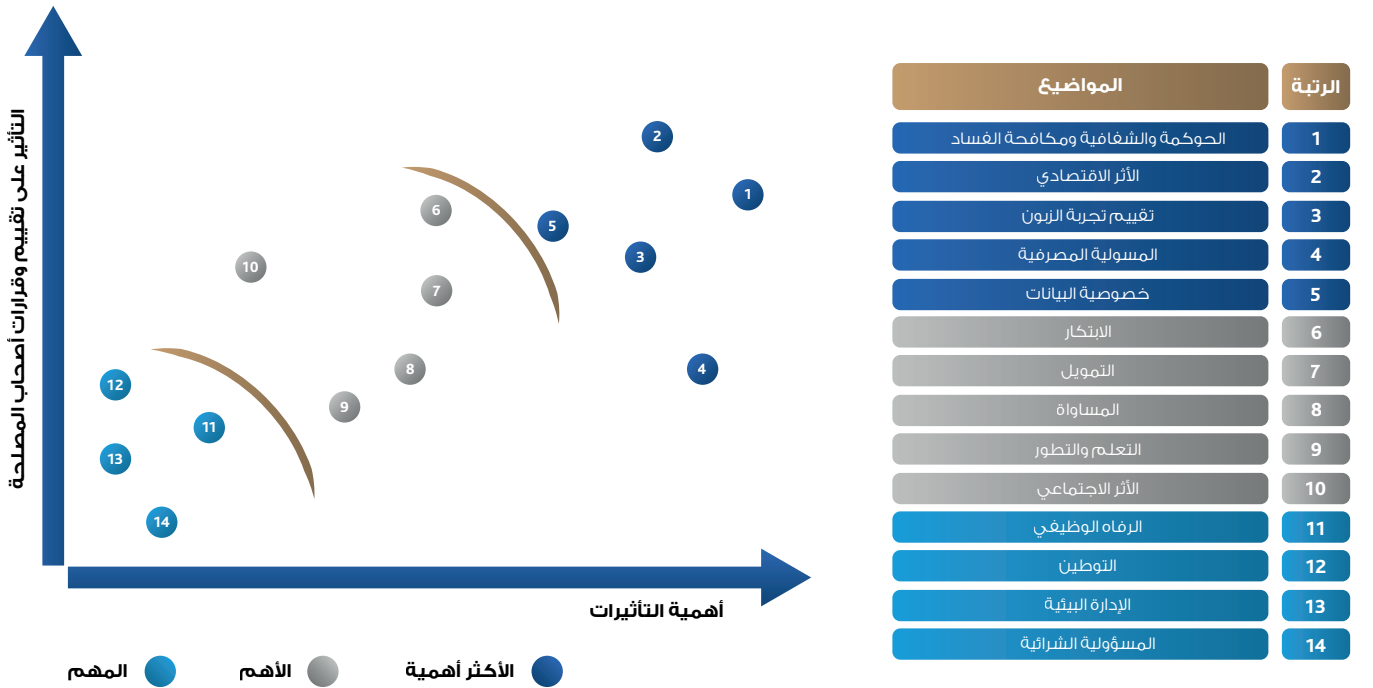 الرتبة المواضيع
1 الحوكمة والشفافية ومكافحة الفساد
2 الأثر الاقتصادي
3 تقييم تجربة الزبون
4 المسولية المصرفية
5 خصوصية البيانات
6 الابتكار
7 التمويل
8 المساواة
9 التعلم والتطور
10 الأثر الاجتماعي
11 الرفاه الوظيفي
12 التوطين
13 الإدارة البيئية
14 المسؤولية الشرائية
التأثير على تقييم وقرارات أصحاب المصلحة
2
1
6
5
3
10
7
8
4
12
9
11
13
14
أهمية التأثيرات
الأكثر أهمية
الأهم
المهم